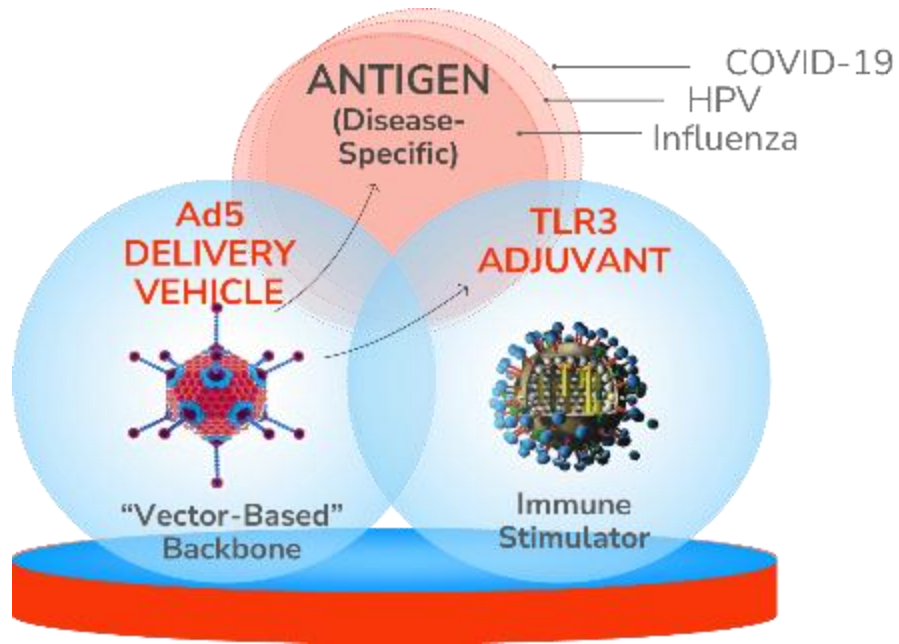 ANTIGEN
(Disease-
Specific)
COVID-19
HPV
Influenza
Ad5
DELIVERY
VEHICLE
TLR3
ADJUVANT
“Vector-Based”
Backbone
Immune
Stimulator